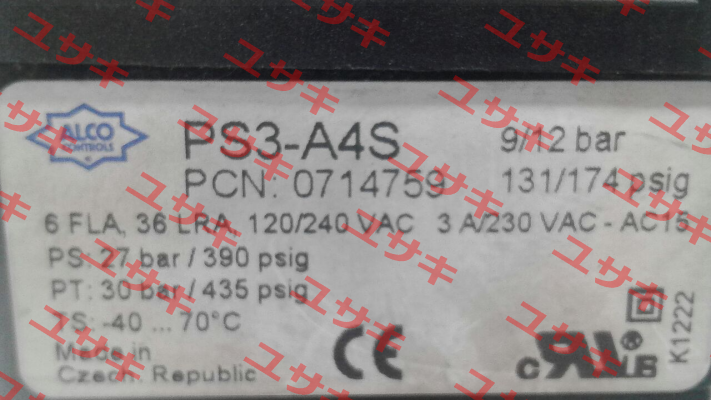 ALCO
CONTROLS
PS3-A4S
9/12 bar
PCN: 0714759
131/174 psig
6 FLA, 36 LRA, 120/240 VAC 3 A/230 VAC - AC15
PS: 27 bar / 390 psig
PT: 30 bar / 435 psig
TS: -40 ... 70°C
Made in
Czech. Republic
CE
c UR US
K1222
ユサキ